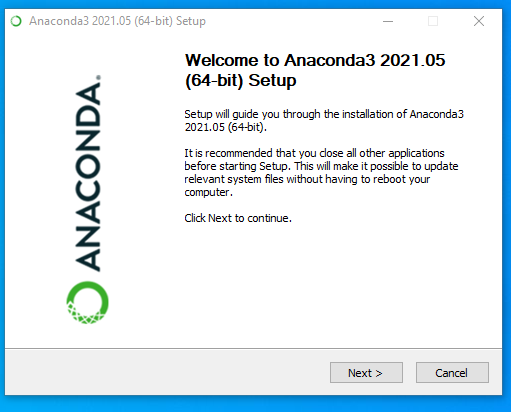 Anaconda3 2021.05 (64-bit) Setup
Welcome to Anaconda3 2021.05
(64-bit) Setup
Setup will guide you through the installation of Anaconda3
2021.05 (64-bit).
It is recommended that you close all other applications
before starting Setup. This will make it possible to update
relevant system files without having to reboot your
computer.
Click Next to continue.
ANACONDA.
Next >
Cancel